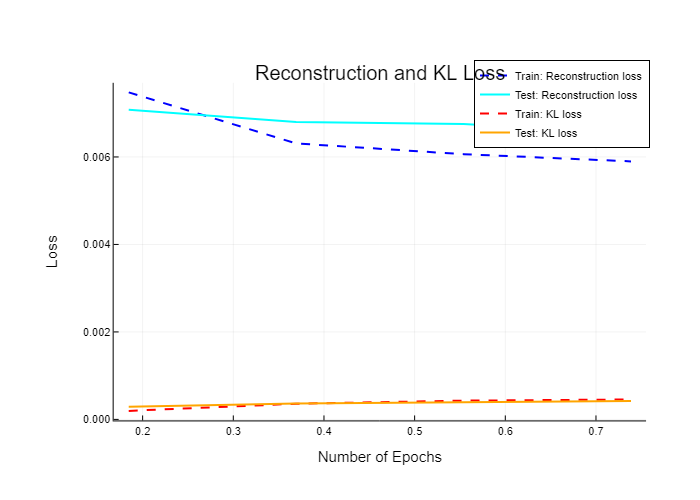 Reconstruction and KL Loss
Train: Reconstruction loss
Test: Reconstruction loss
Train: KL loss
Test: KL loss
0.006
0.004
0.002
0.000
Loss
0.2 0.3 0.4 0.5 0.6 0.7
Number of Epochs